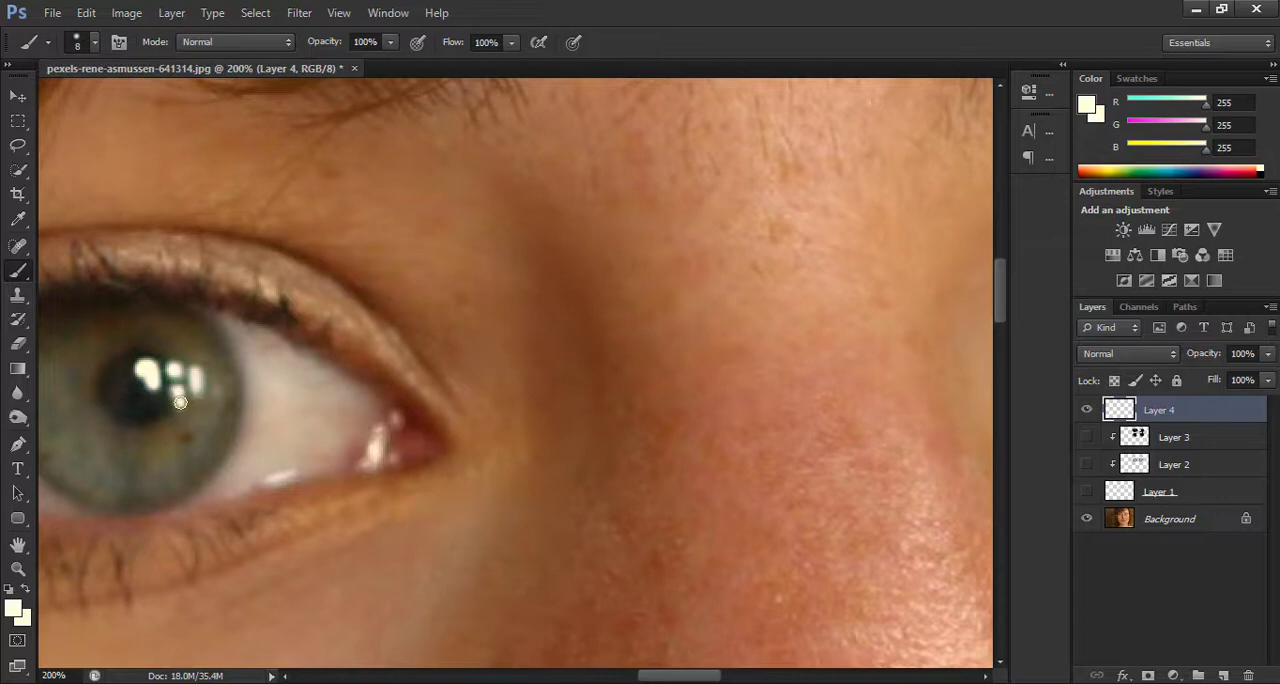 Ps File Edit Image Layer Type Select Filter View Window Help
8 Mode: Normal Opacity: 100% Flow: 100% Essentials
pexels-rene-asmussen-641314.jpg @ 200% (Layer 4, RGB/8) * ×
Color Swatches
R 255
G 255
B 255
Adjustments Styles
Add an adjustment
Layers Channels Paths
Kind
Normal Opacity: 100%
Lock: Fill: 100%
Layer 4
Layer 3
Layer 2
Layer 1
Background
200% Doc: 18.0M/35.4M